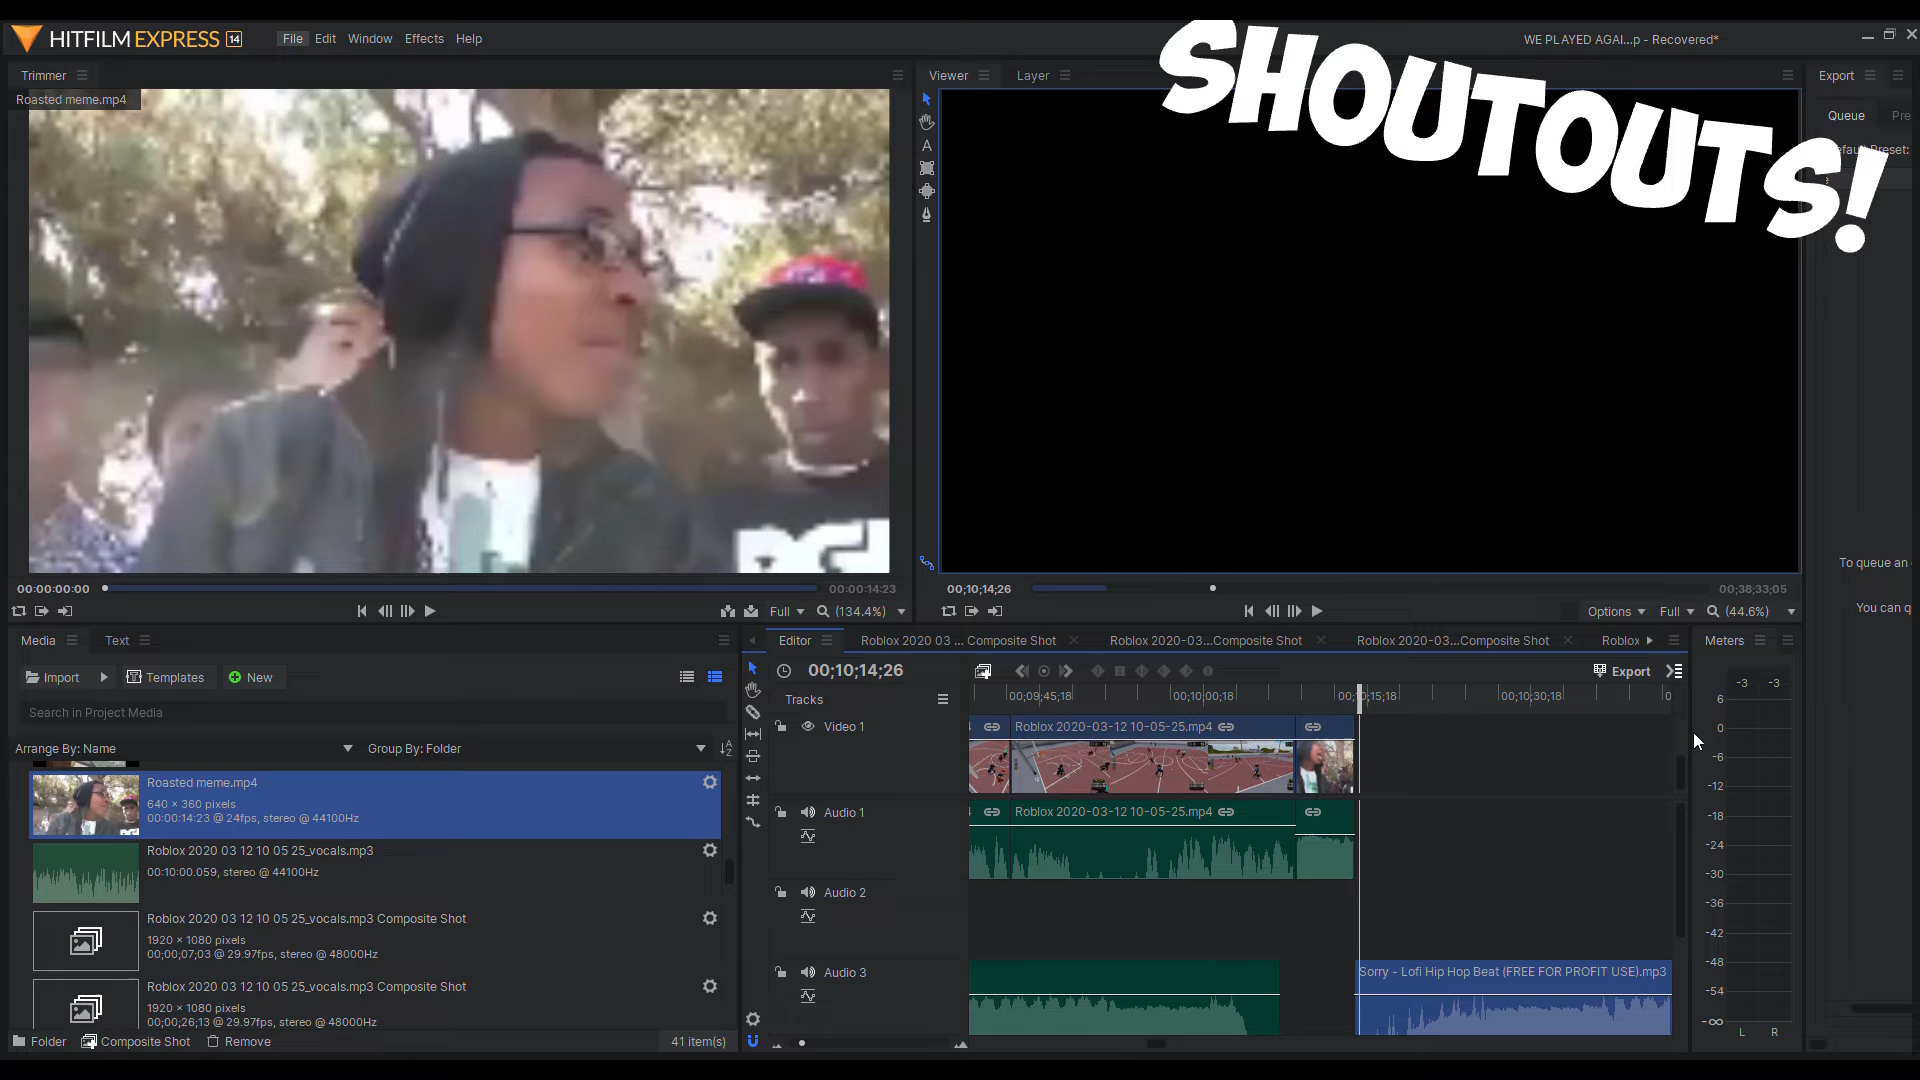 SHOUTOUTS!
HITFILM EXPRESS 14
File Edit Window Effects Help
WE PLAYED AGAI...p - Recovered*
Trimmer
Viewer Layer
Export
Roasted meme.mp4
Queue
Preset:
00:00:00:00 00:00:14:23
Full (134.4%)
00;10;14;26 00;38;33;05
Options Full (44.6%)
To queue an
You can q
Media Text
Import Templates New
Search in Project Media
Arrange By: Name Group By: Folder
Roasted meme.mp4
640 × 360 pixels
00:00:14:23 @ 24fps, stereo @ 44100Hz
Roblox 2020 03 12 10 05 25_vocals.mp3
00:10:00.059, stereo @ 44100Hz
Roblox 2020 03 12 10 05 25_vocals.mp3 Composite Shot
1920 × 1080 pixels
00;00;07;03 @ 29.97fps, stereo @ 48000Hz
Roblox 2020 03 12 10 05 25_vocals.mp3 Composite Shot
1920 × 1080 pixels
00;00;26;13 @ 29.97fps, stereo @ 48000Hz
Folder Composite Shot Remove 41 item(s)
Editor Roblox 2020 03 ... Composite Shot Roblox 2020-03...Composite Shot Roblox 2020-03...Composite Shot Roblox
00;10;14;26
Export
Tracks
00;09;45;18 00;10;00;18 00;10;15;18 00;10;30;18
Video 1
Roblox 2020-03-12 10-05-25.mp4
Audio 1
Roblox 2020-03-12 10-05-25.mp4
Audio 2
Audio 3
Sorry - Lofi Hip Hop Beat (FREE FOR PROFIT USE).mp3
Meters
-3 -3
6
0
-6
-12
-18
-24
-30
-36
-42
-48
-54
-∞
L R